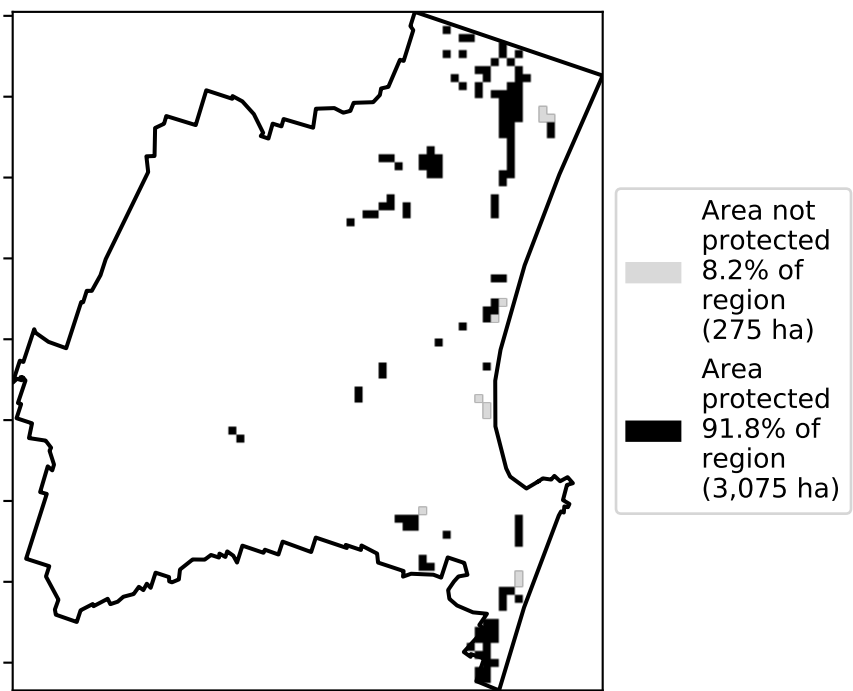 Area not
protected
8.2% of
region
(275 ha)
Area
protected
91.8% of
region
(3,075 ha)